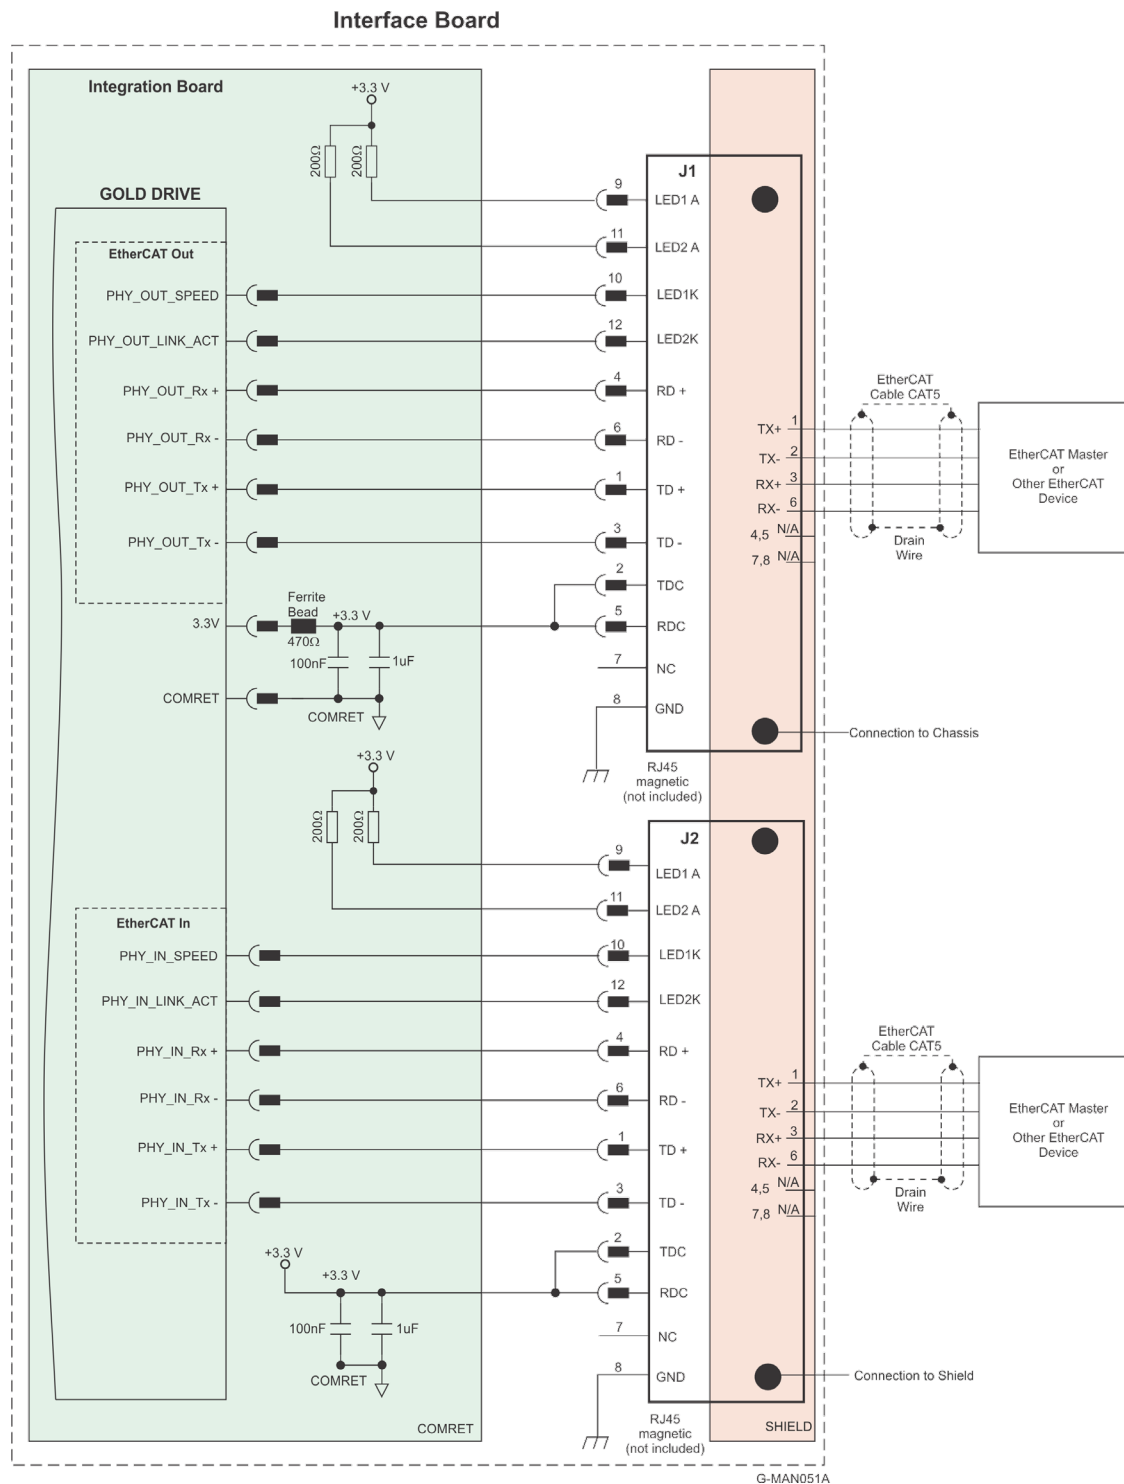 Interface Board
Integration Board
+3.3 V
200Ω
200Ω
GOLD DRIVE
J1
9
LED1 A
EtherCAT Out
11
LED2 A
PHY_OUT_SPEED
10
LED1K
PHY_OUT_LINK_ACT
12
LED2K
PHY_OUT_Rx +
4
RD +
PHY_OUT_Rx -
6
RD -
PHY_OUT_Tx +
1
TD +
PHY_OUT_Tx -
3
TD -
2
TDC
3.3V
Ferrite
Bead
470Ω
+3.3 V
5
RDC
100nF
1uF
7
NC
COMRET
COMRET
8
GND
TX+ 1
TX- 2
RX+ 3
RX- 6
4,5 N/A
7,8 N/A
EtherCAT
Cable CAT5
Drain
Wire
EtherCAT Master
or
Other EtherCAT
Device
Connection to Chassis
RJ45
magnetic
(not included)
+3.3 V
200Ω
200Ω
J2
9
LED1 A
11
LED2 A
EtherCAT In
PHY_IN_SPEED
10
LED1K
PHY_IN_LINK_ACT
12
LED2K
PHY_IN_Rx +
4
RD +
PHY_IN_Rx -
6
RD -
PHY_IN_Tx +
1
TD +
PHY_IN_Tx -
3
TD -
2
TDC
+3.3 V
+3.3 V
5
RDC
100nF
1uF
7
NC
COMRET
8
GND
TX+ 1
TX- 2
RX+ 3
RX- 6
4,5 N/A
7,8 N/A
EtherCAT
Cable CAT5
Drain
Wire
EtherCAT Master
or
Other EtherCAT
Device
Connection to Shield
RJ45
magnetic
(not included)
COMRET
SHIELD
G-MAN051A